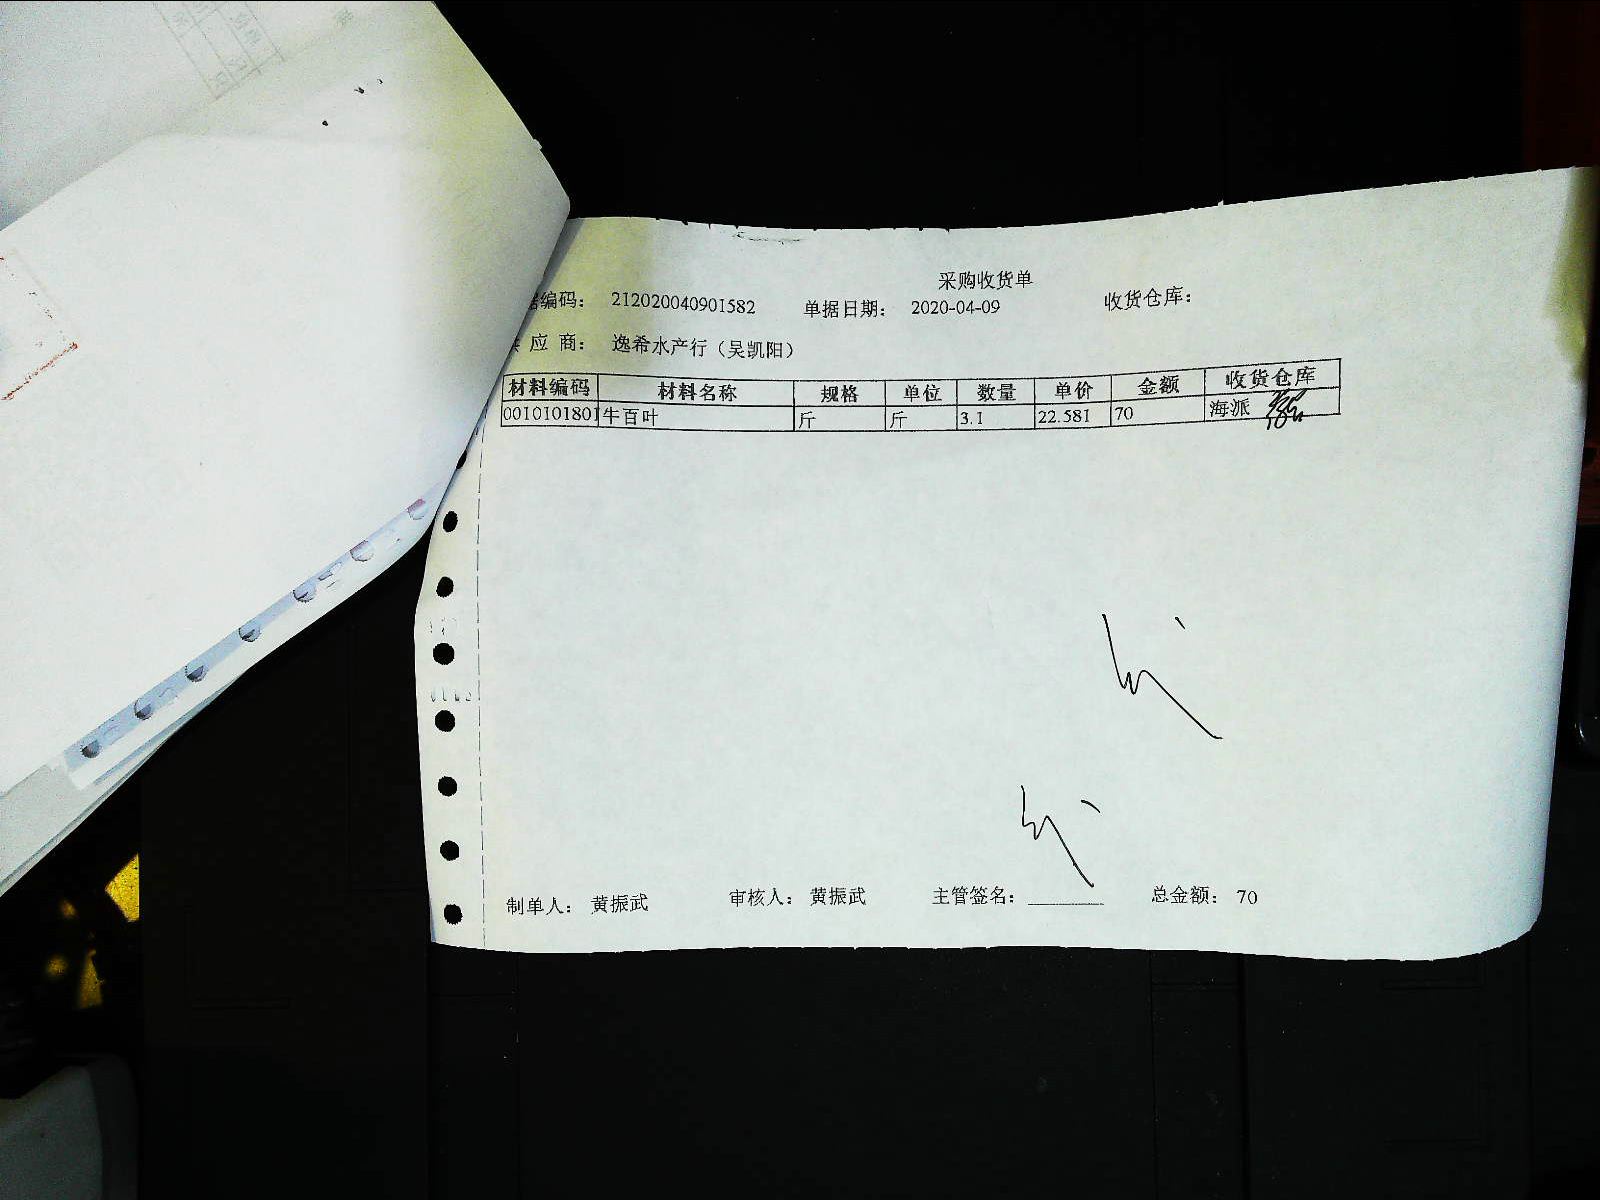 采购收货单
据编码： 212020040901582 单据日期： 2020-04-09 收货仓库：
应 商： 逸希水产行（吴凯阳）
材料编码 材料名称 规格 单位 数量 单价 金额 收货仓库
0010101801 牛百叶 斤 斤 3.1 22.581 70 海派
制单人： 黄振武 审核人： 黄振武 主管签名： 总金额： 70